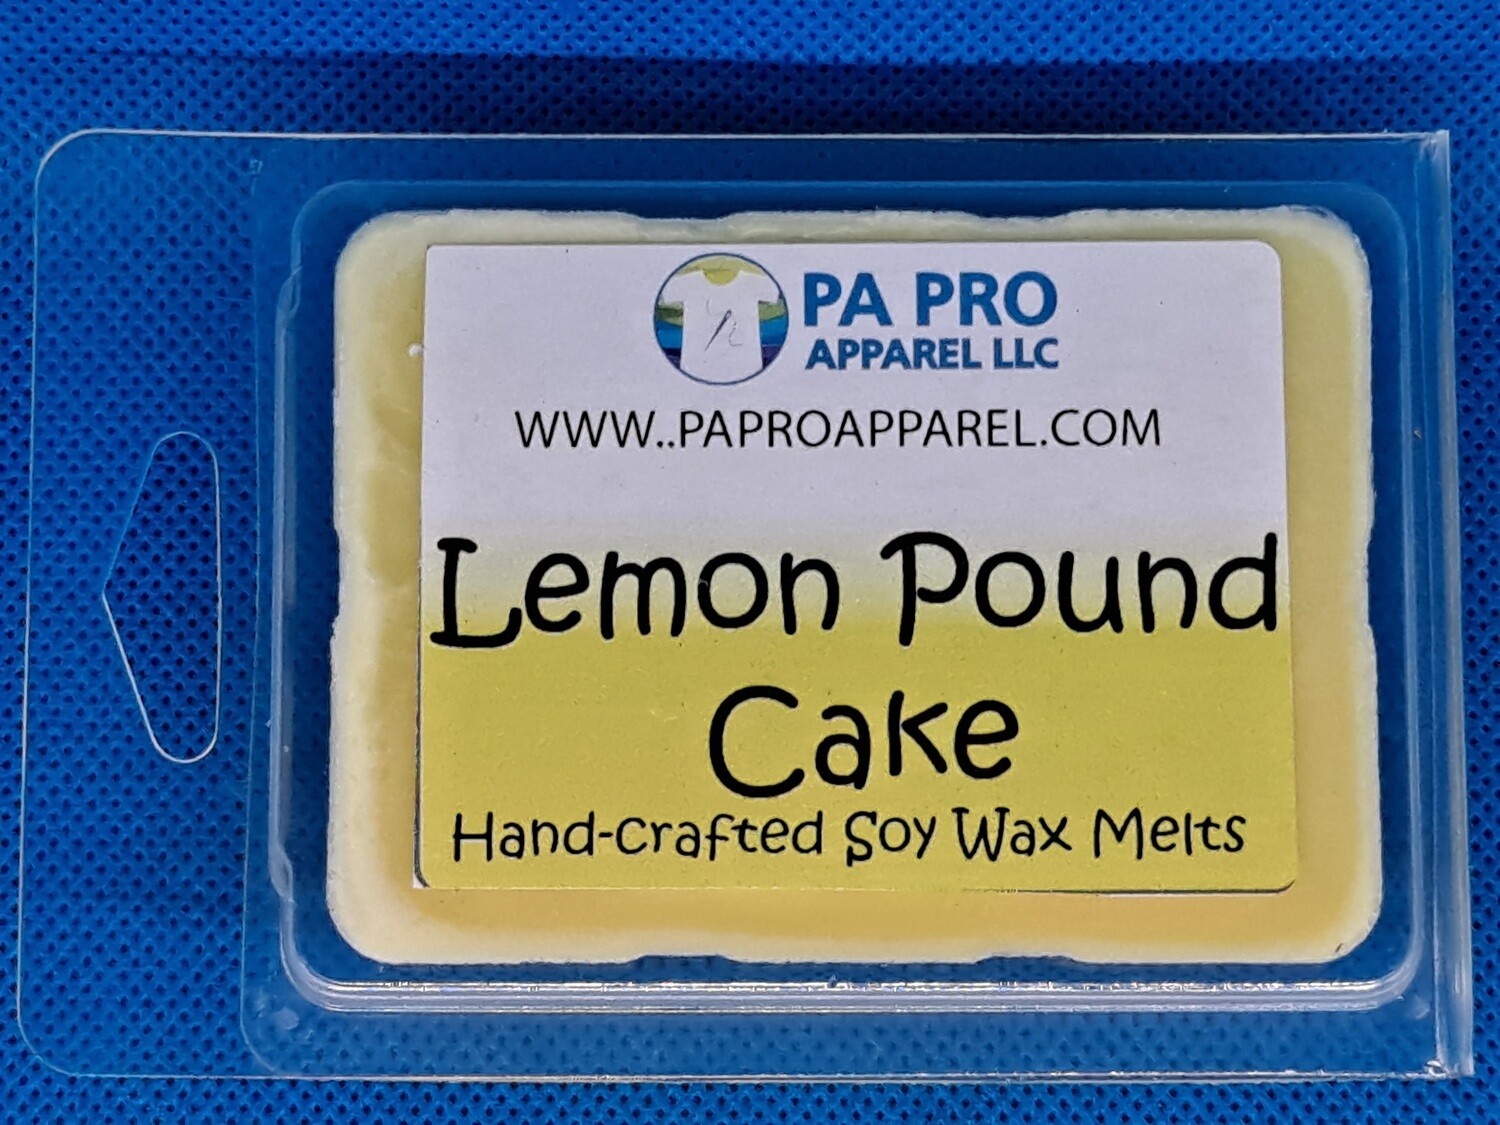 PA PRO
APPAREL LLC
WWW..PAPROAPPAREL.COM
Lemon Pound
Cake
Hand-crafted Soy Wax Melts